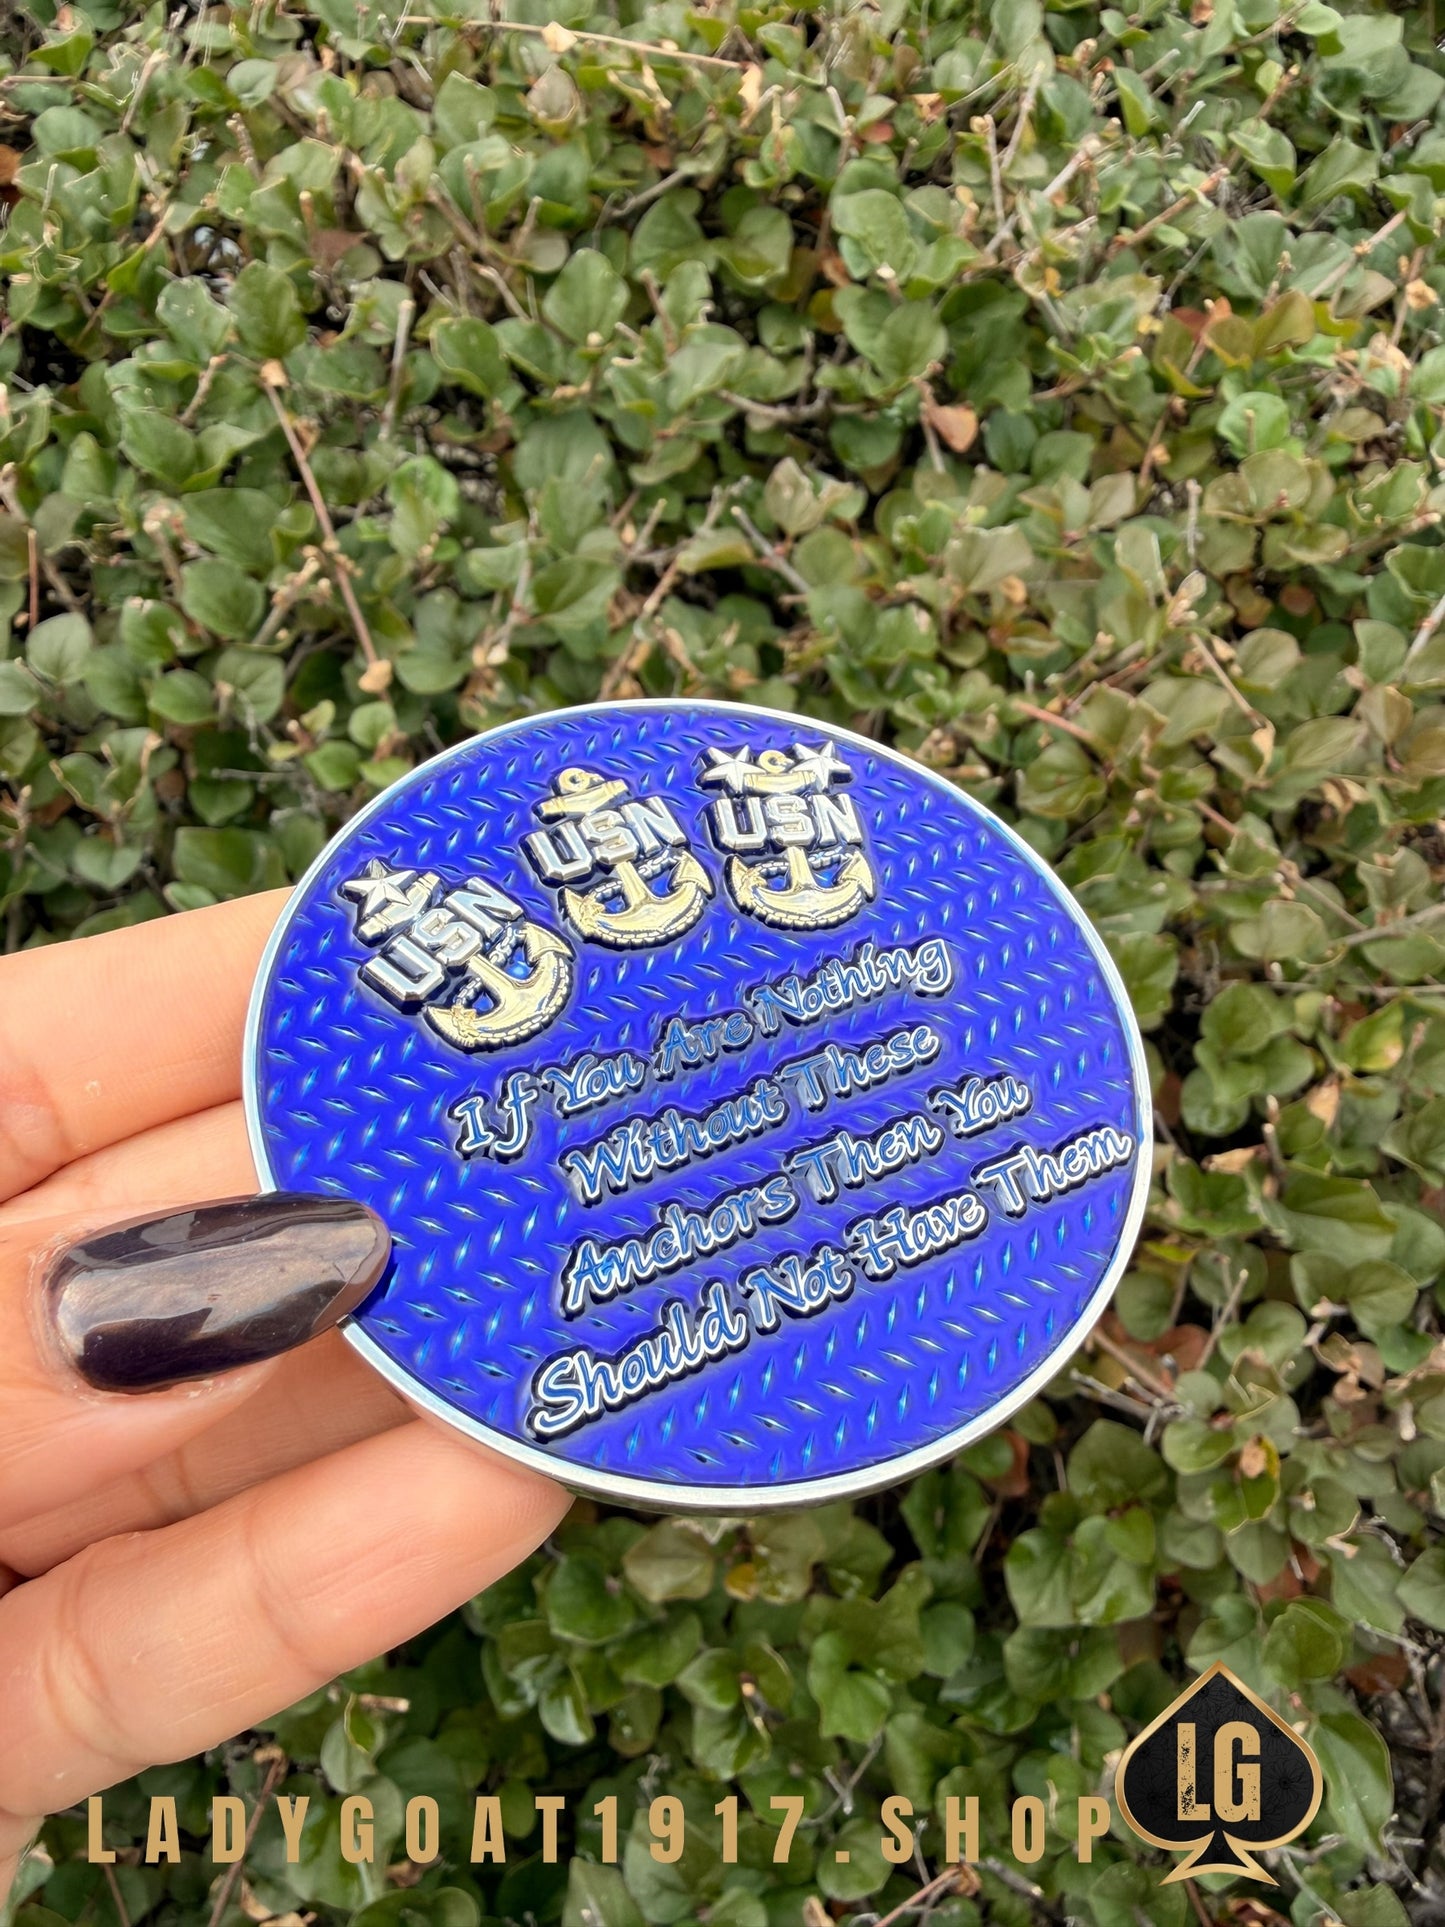 USN
USN
USN
If You Are Nothing
Without These
Anchors Then You
Should Not Have Them
LADYGOAT1917.SHOP
LG